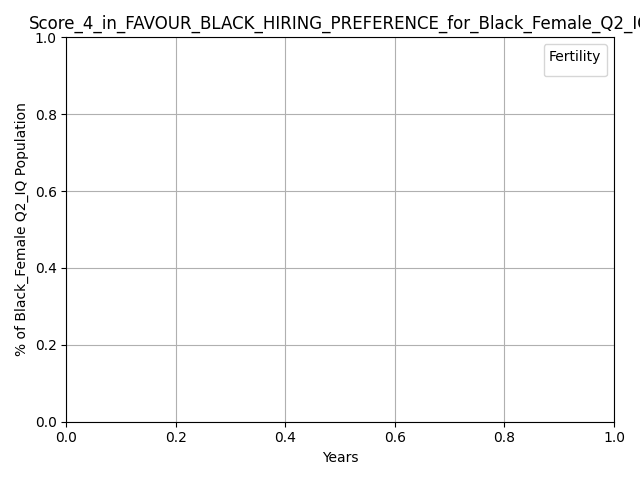 Score_4_in_FAVOUR_BLACK_HIRING_PREFERENCE_for_Black_Female_Q2_IQ
Fertility
1.0
0.8
0.6
0.4
0.2
0.0
% of Black_Female Q2_IQ Population
0.0 0.2 0.4 0.6 0.8 1.0
Years